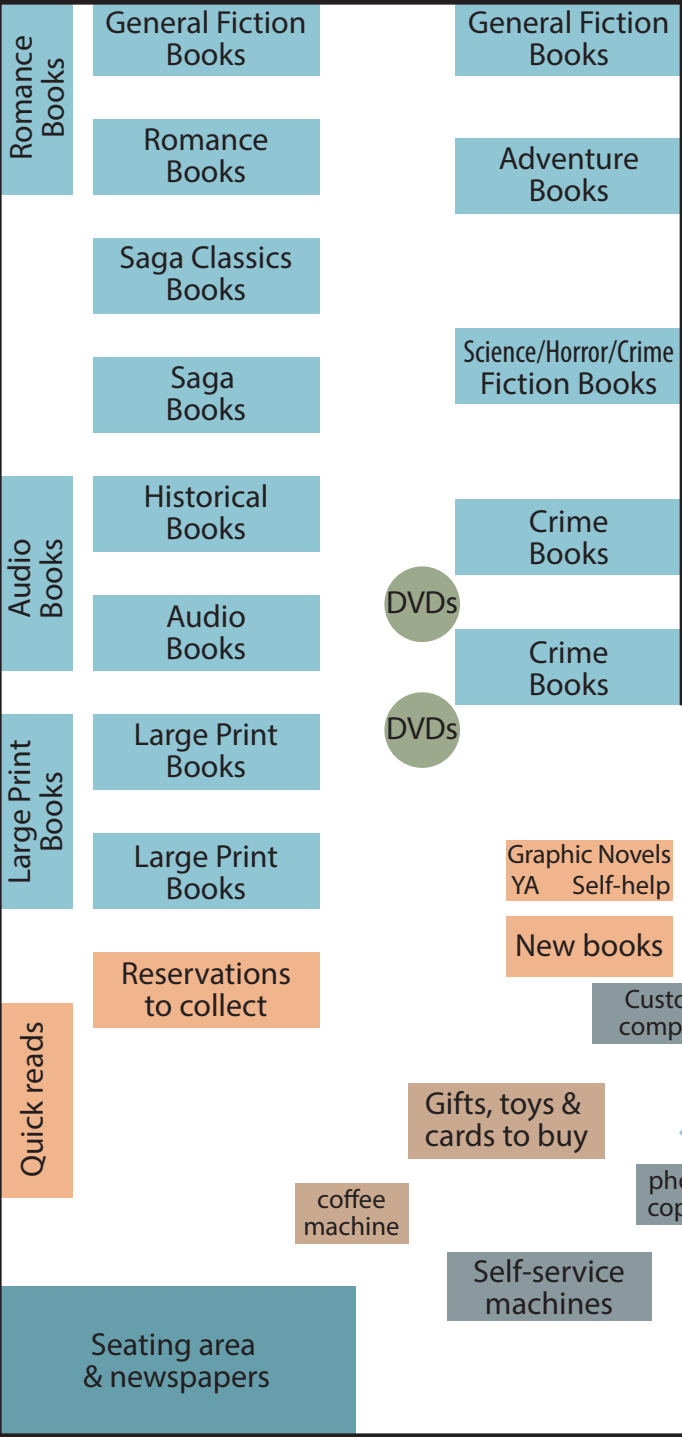 Romance
Books
General Fiction
Books
General Fiction
Books
Romance
Books
Adventure
Books
Saga Classics
Books
Science/Horror/Crime
Fiction Books
Saga
Books
Audio
Books
Historical
Books
Crime
Books
DVDs
Audio
Books
Crime
Books
Large Print
Books
Large Print
Books
DVDs
Large Print
Books
Graphic Novels
YA Self-help
New books
Reservations
to collect
Quick reads
Gifts, toys &
cards to buy
coffee
machine
Self-service
machines
Seating area
& newspapers